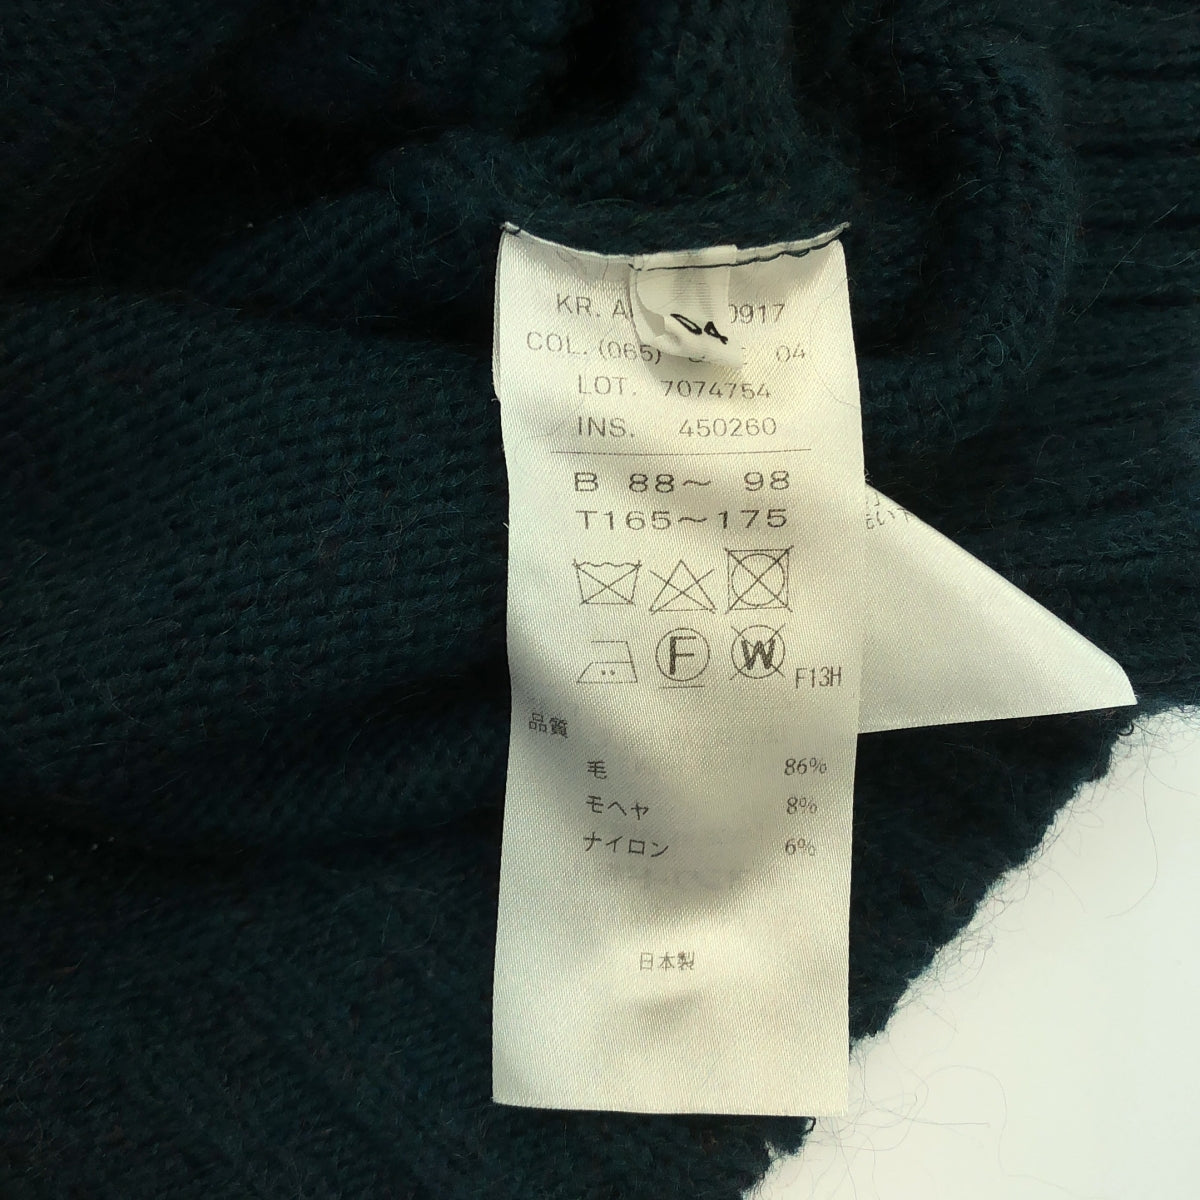 04
KR. A 0917
COL. (065) 04
LOT. 7074754
INS. 450260
B 88〜 98
T165〜175
F
W
F13H
品質
毛 86%
モヘヤ 8%
ナイロン 6%
日本製